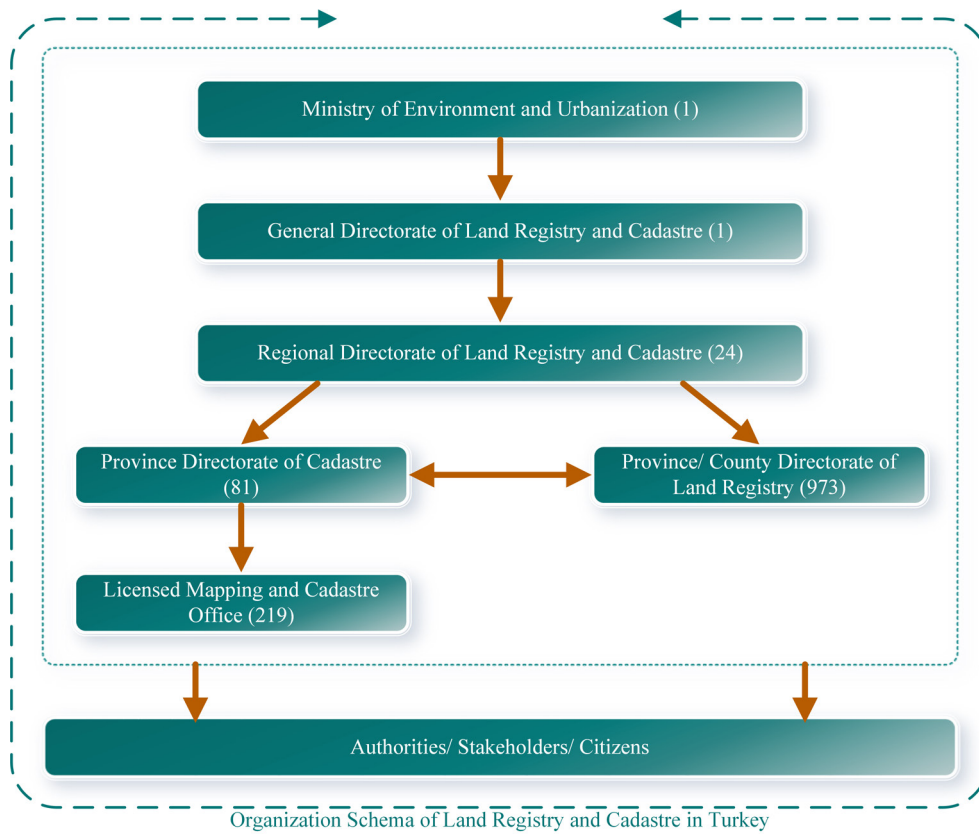 Ministry of Environment and Urbanization (1)
General Directorate of Land Registry and Cadastre (1)
Regional Directorate of Land Registry and Cadastre (24)
Province Directorate of Cadastre
(81)
Province/ County Directorate of
Land Registry (973)
Licensed Mapping and Cadastre
Office (219)
Authorities/ Stakeholders/ Citizens
Organization Schema of Land Registry and Cadastre in Turkey